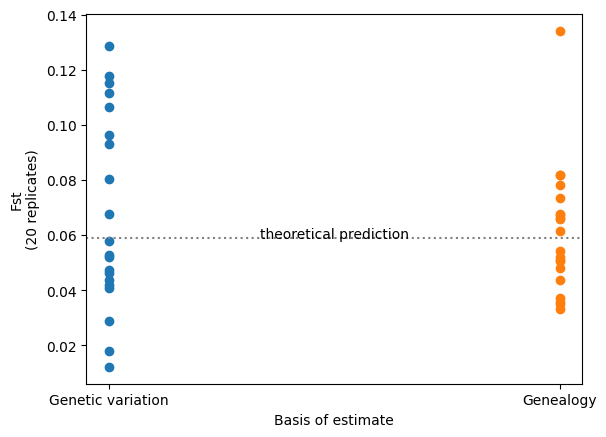 0.14
0.12
0.10
0.08
0.06
0.04
0.02
Fst
(20 replicates)
theoretical prediction
Genetic variation
Genealogy
Basis of estimate